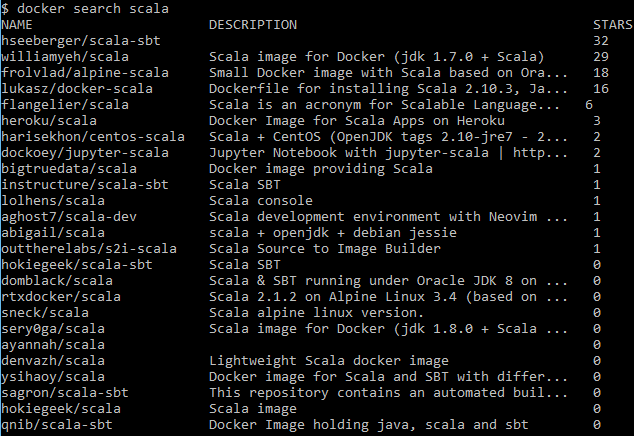 $ docker search scala
NAME DESCRIPTION STARS
hseeberger/scala-sbt 32
williamyeh/scala Scala image for Docker (jdk 1.7.0 + Scala) 29
frolvlad/alpine-scala Small Docker image with Scala based on Ora... 18
lukasz/docker-scala Dockerfile for installing Scala 2.10.3, Ja... 16
flangelier/scala Scala is an acronym for Scalable Language... 6
heroku/scala Docker Image for Scala Apps on Heroku 3
harisekhon/centos-scala Scala + CentOS (OpenJDK tags 2.10-jre7 - 2... 2
dockoey/jupyter-scala Jupyter Notebook with jupyter-scala | http... 2
bigtruedata/scala Docker image providing Scala 1
instructure/scala-sbt Scala SBT 1
lolhens/scala Scala console 1
aghost7/scala-dev Scala development environment with Neovim ... 1
abigail/scala scala + openjdk + debian jessie 1
outtherelabs/s2i-scala Scala Source to Image Builder 1
hokiegeek/scala-sbt Scala SBT 0
domblack/scala Scala & SBT running under Oracle JDK 8 on ... 0
rtxdocker/scala Scala 2.1.2 on Alpine Linux 3.4 (based on ... 0
sneck/scala Scala alpine linux version. 0
sery0ga/scala Scala image for Docker (jdk 1.8.0 + Scala ... 0
ayannah/scala 0
denvazh/scala Lightweight Scala docker image 0
ysihaoy/scala Docker image for Scala and SBT with differ... 0
sagron/scala-sbt This repository contains an automated buil... 0
hokiegeek/scala Scala image 0
qnib/scala-sbt Docker Image holding java, scala and sbt 0